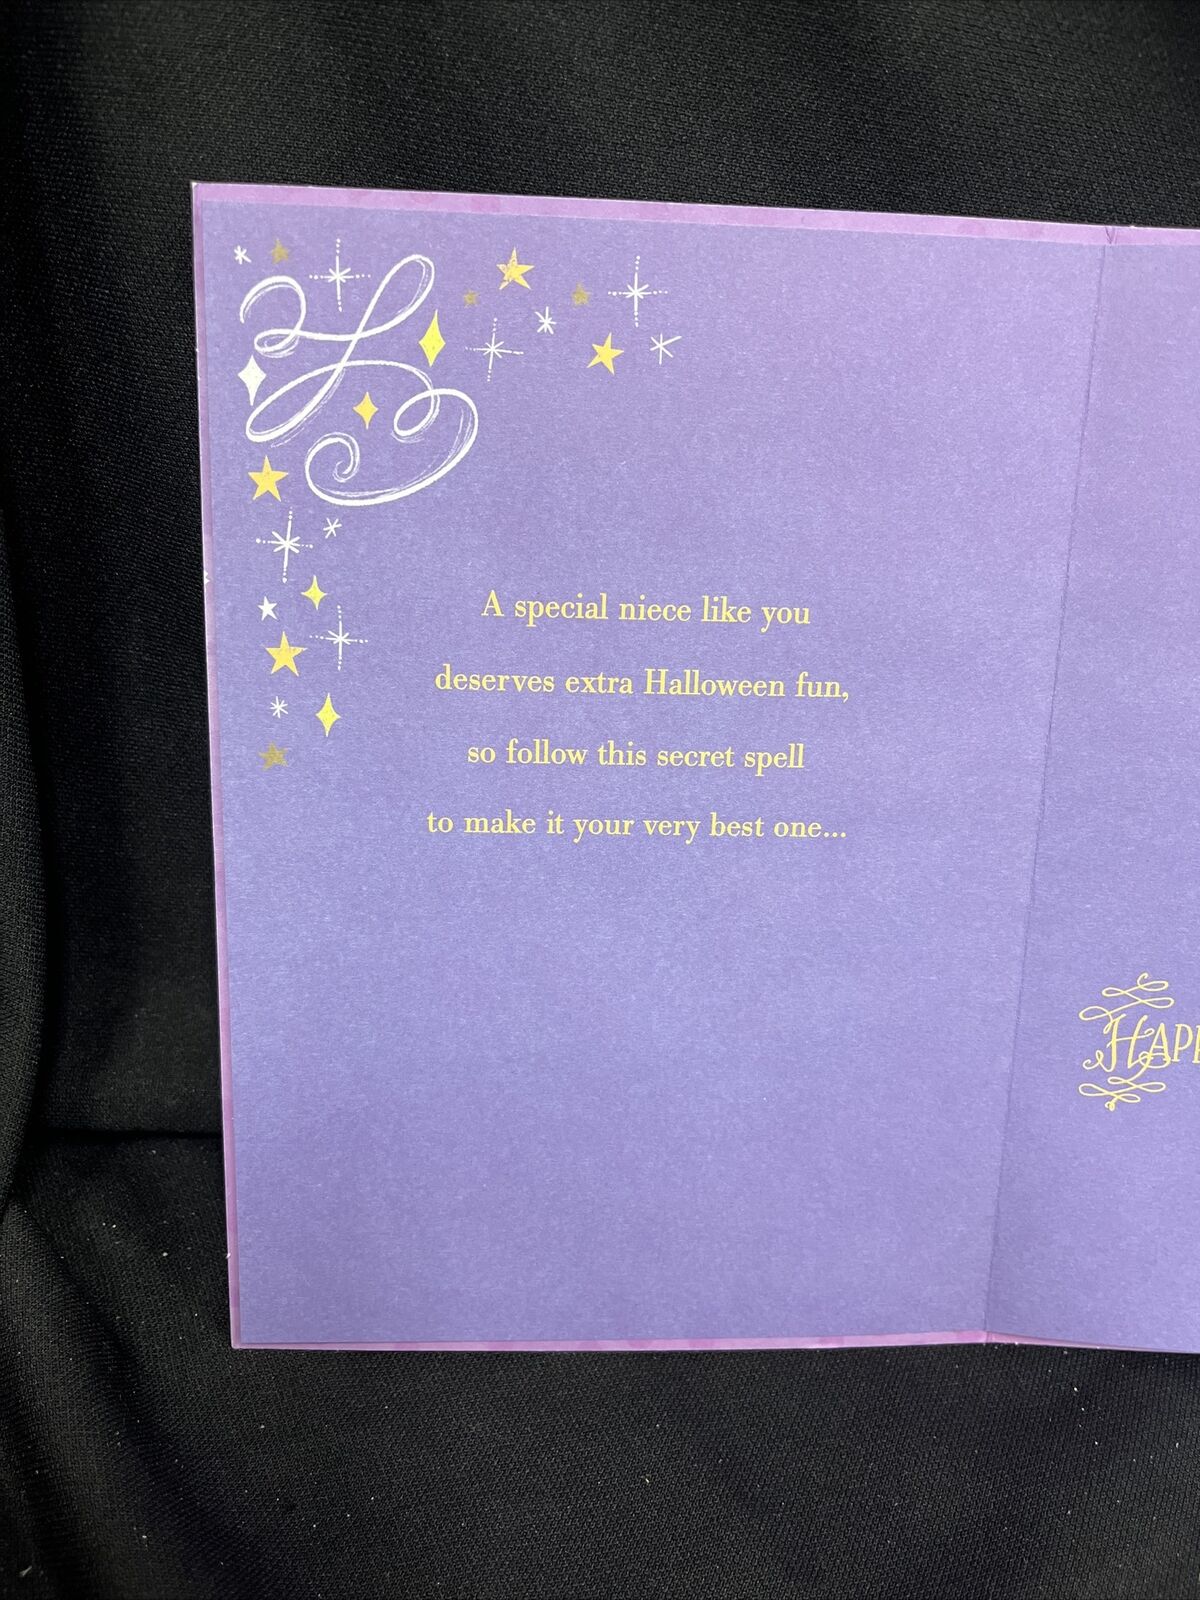 A special niece like you
deserves extra Halloween fun,
so follow this secret spell
to make it your very best one...